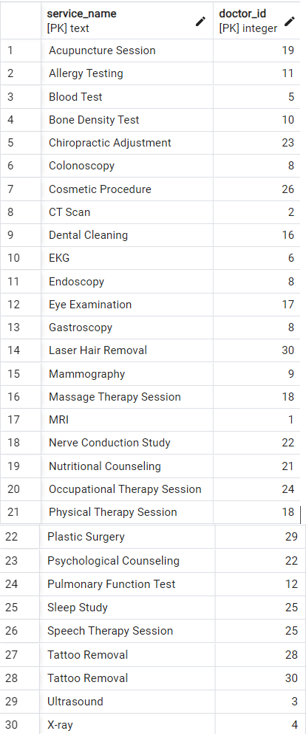 service_name doctor_id
[PK] text [PK] integer
1 Acupuncture Session 19
2 Allergy Testing 11
3 Blood Test 5
4 Bone Density Test 10
5 Chiropractic Adjustment 23
6 Colonoscopy 8
7 Cosmetic Procedure 26
8 CT Scan 2
9 Dental Cleaning 16
10 EKG 6
11 Endoscopy 8
12 Eye Examination 17
13 Gastroscopy 8
14 Laser Hair Removal 30
15 Mammography 9
16 Massage Therapy Session 18
17 MRI 1
18 Nerve Conduction Study 22
19 Nutritional Counseling 21
20 Occupational Therapy Session 24
21 Physical Therapy Session 18
22 Plastic Surgery 29
23 Psychological Counseling 22
24 Pulmonary Function Test 12
25 Sleep Study 25
26 Speech Therapy Session 25
27 Tattoo Removal 28
28 Tattoo Removal 30
29 Ultrasound 3
30 X-ray 4